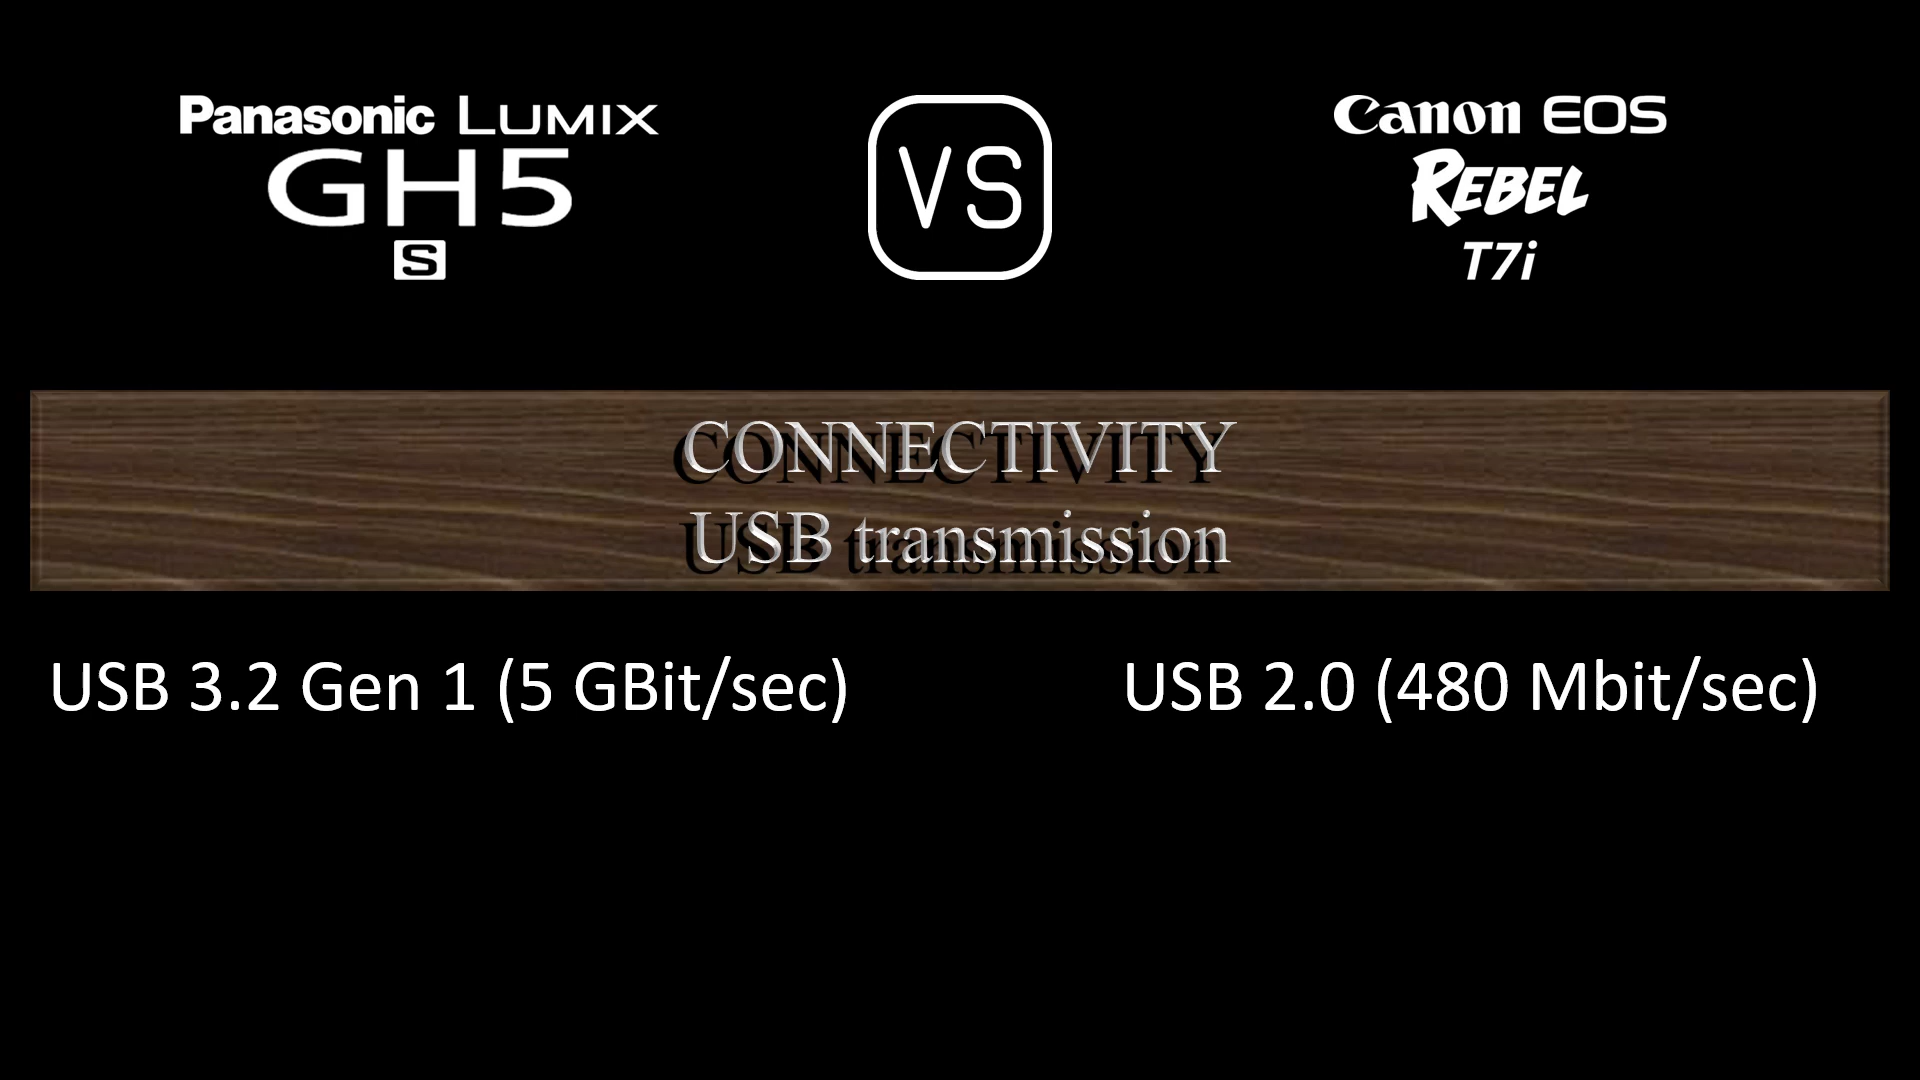 Panasonic LUMIX
GH5
S
VS
Canon EOS
REBEL
T7i
CONNECTIVITY
USB transmission
USB 3.2 Gen 1 (5 GBit/sec)
USB 2.0 (480 Mbit/sec)